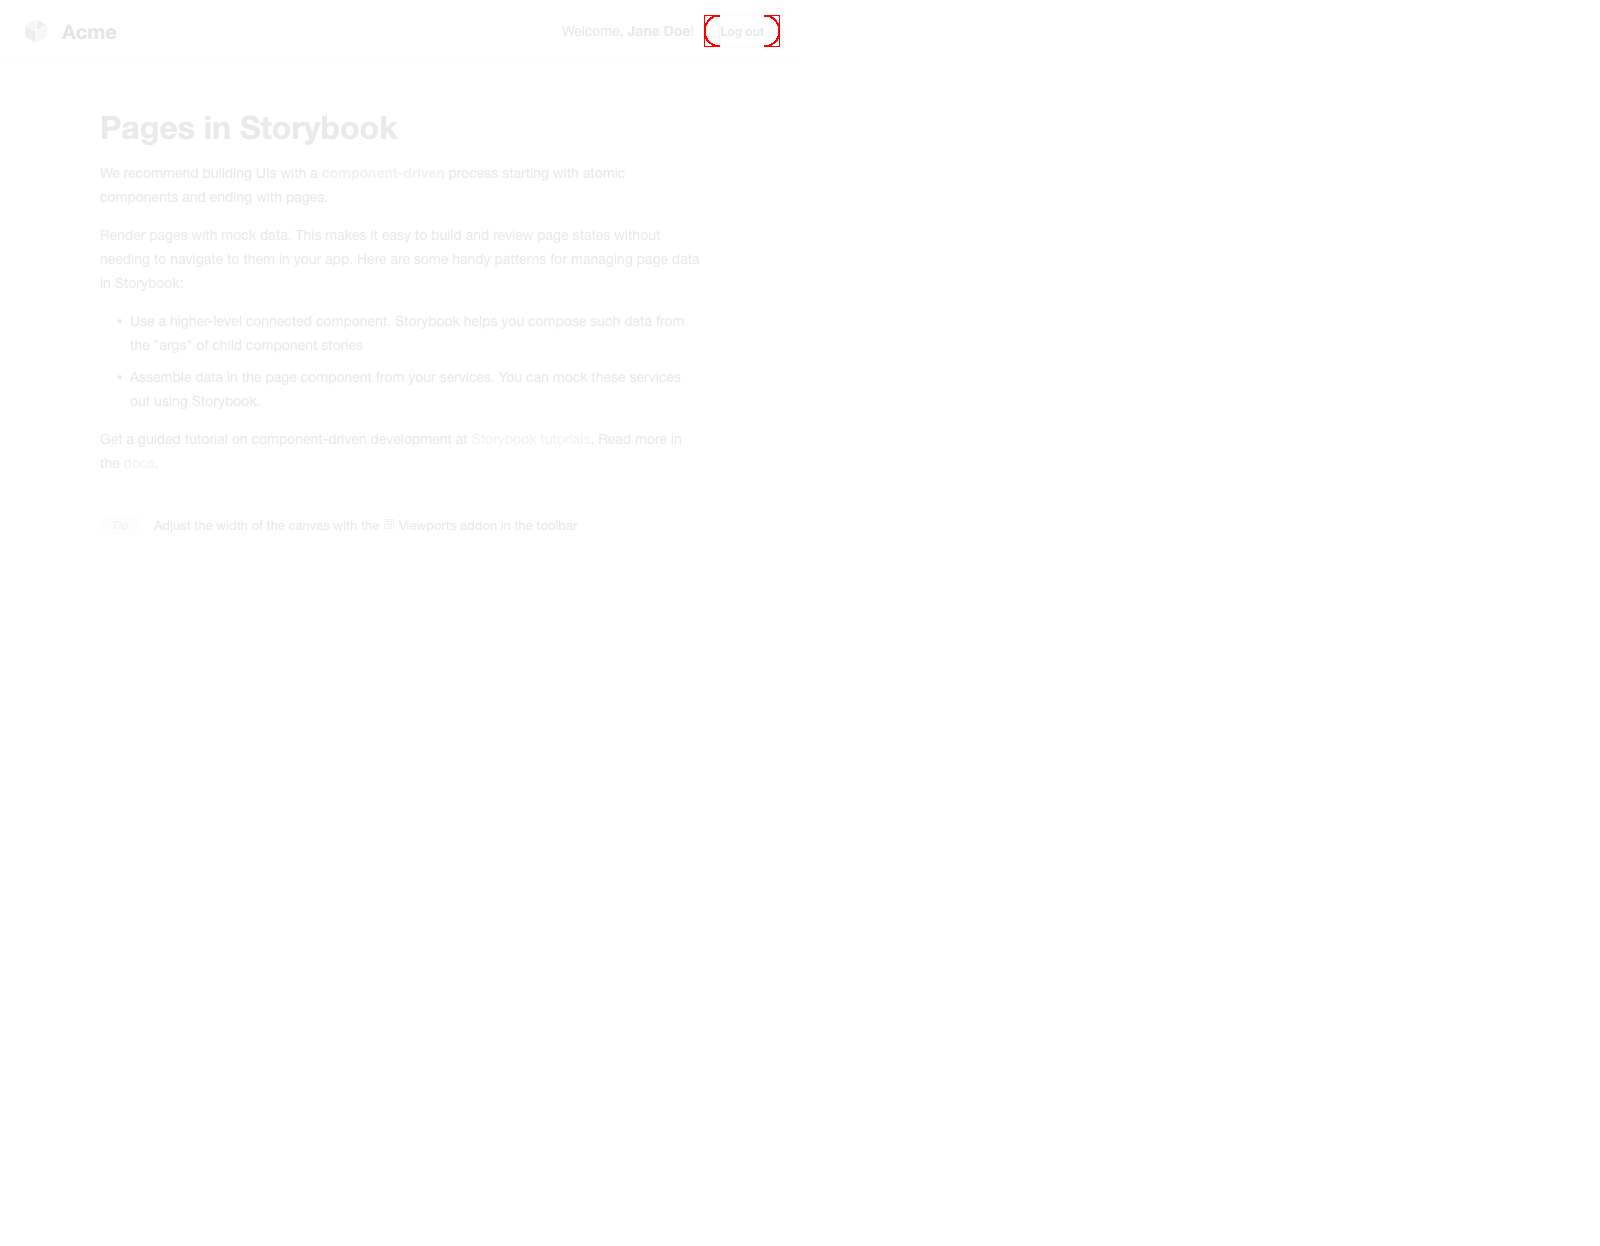 Acme
Welcome, Jane Doe!
Log out
Pages in Storybook
We recommend building UIs with a component-driven process starting with atomic
components and ending with pages.
Render pages with mock data. This makes it easy to build and review page states without
needing to navigate to them in your app. Here are some handy patterns for managing page data
in Storybook:
• Use a higher-level connected component. Storybook helps you compose such data from
the "args" of child component stories
• Assemble data in the page component from your services. You can mock these services
out using Storybook.
Get a guided tutorial on component-driven development at Storybook tutorials. Read more in
the docs.
Tip Adjust the width of the canvas with the Viewports addon in the toolbar